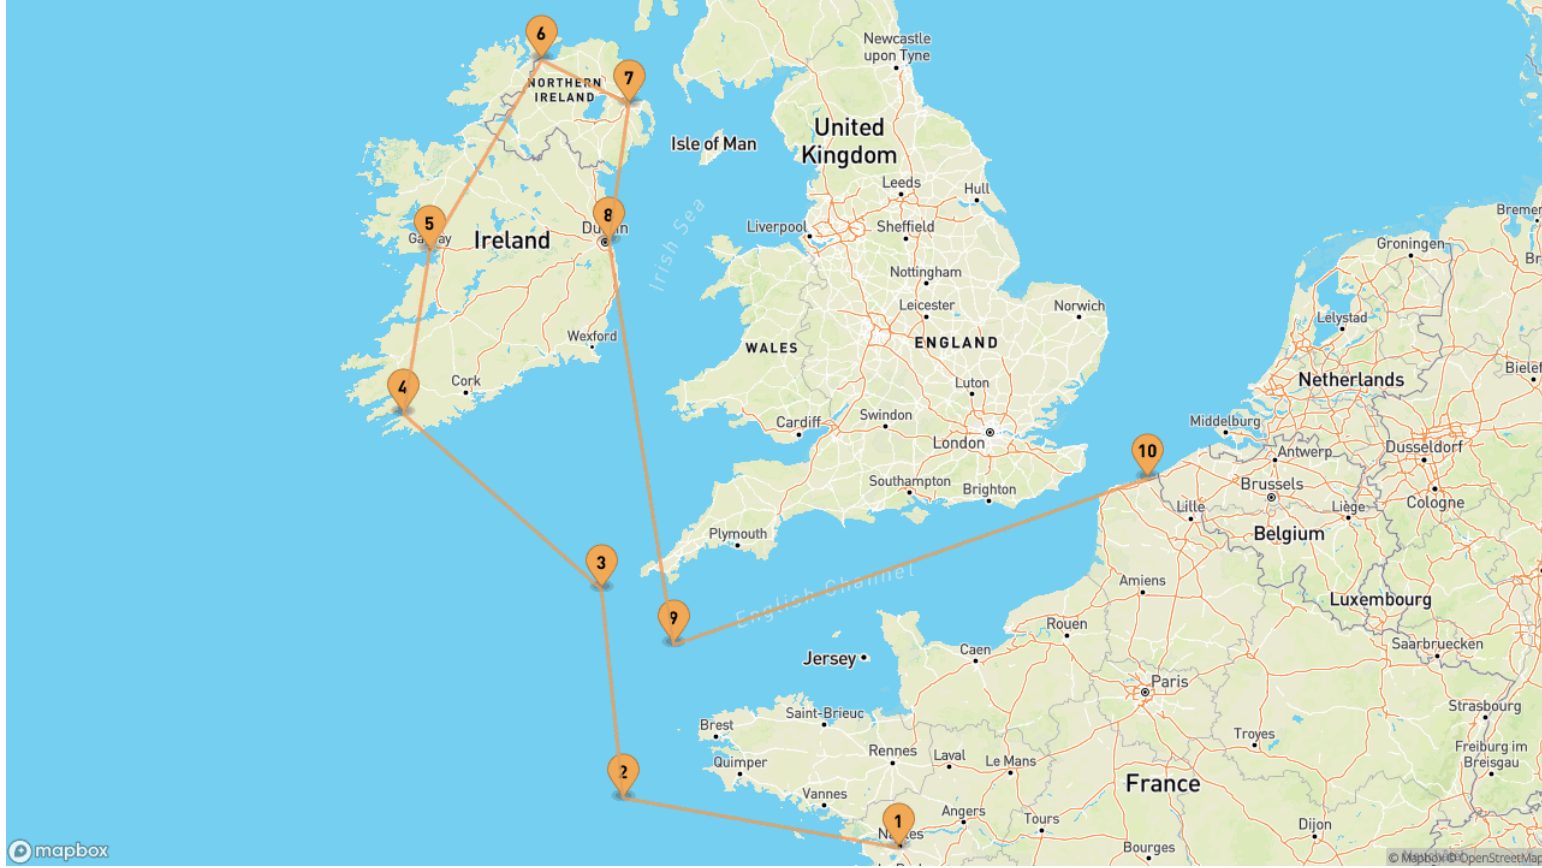 6
Newcastle
upon Tyne
NORTHERN
IRELAND
7
Isle of Man
United
Kingdom
Leeds
Hull
Irish Sea
5
8
Ireland
Liverpool
Sheffield
Bremer
Groningen
Br
Nottingham
Leicester
Norwich
Lelystad
Wexford
WALES
ENGLAND
4
Cork
Luton
Netherlands
Bielef
Cardiff
Swindon
London
Middelburg
Dusseldorf
10
Antwerp
Southampton
Brighton
Brussels
Cologne
Lille
Liège
Plymouth
Belgium
3
English Channel
Amiens
Luxembourg
9
Rouen
Saarbruecken
Jersey
Caen
Paris
Strasbourg
Brest
Saint-Brieuc
Troyes
Rennes
Laval
Le Mans
Freiburg im
Breisgau
2
Quimper
France
Vannes
1
Angers
Tours
Dijon
Bourges
mapbox
© Mapbox © OpenStreetMap